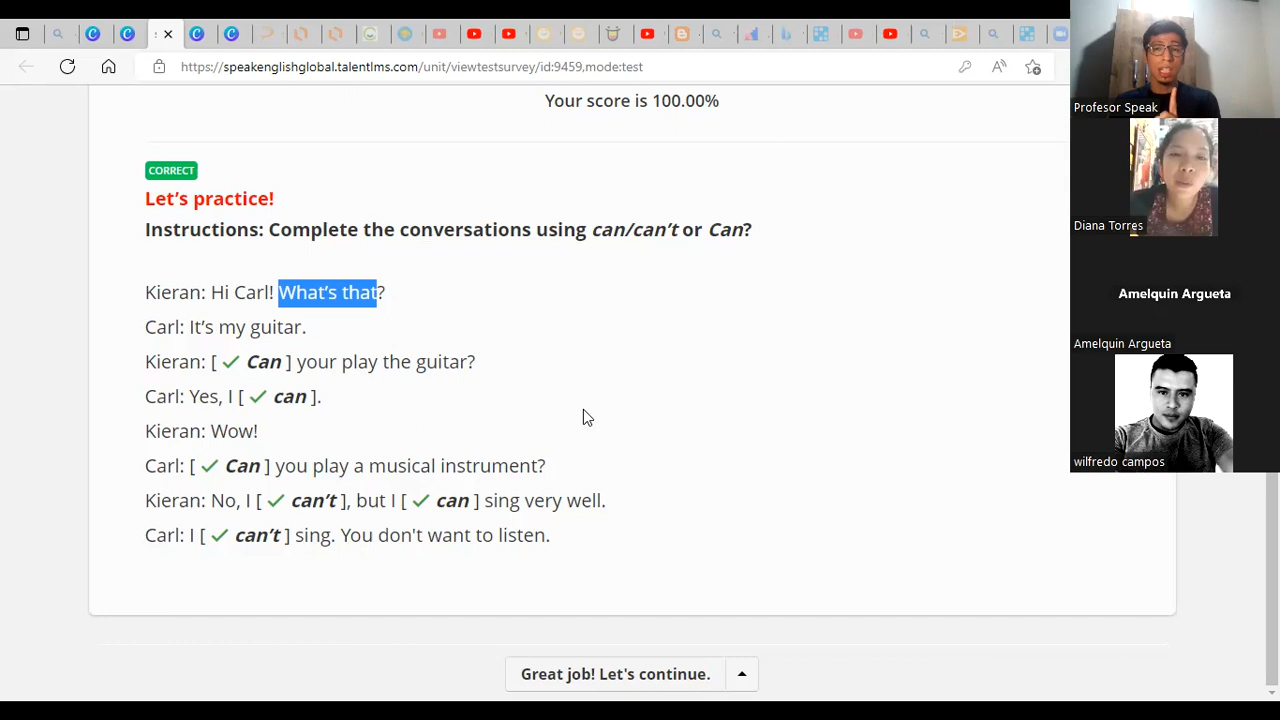 https://speakenglishglobal.talentlms.com/unit/viewtestsurvey/id:9459,mode:test
Your score is 100.00%
CORRECT
Let's practice!
Instructions: Complete the conversations using can/can't or Can?
Kieran: Hi Carl! What's that?
Carl: It's my guitar.
Kieran: [ ✓ Can ] your play the guitar?
Carl: Yes, I [ ✓ can ].
Kieran: Wow!
Carl: [ ✓ Can ] you play a musical instrument?
Kieran: No, I [ ✓ can't ], but I [ ✓ can ] sing very well.
Carl: I [ ✓ can't ] sing. You don't want to listen.
Great job! Let's continue.
Profesor Speak
Diana Torres
Amelquin Argueta
Amelquin Argueta
wilfredo campos